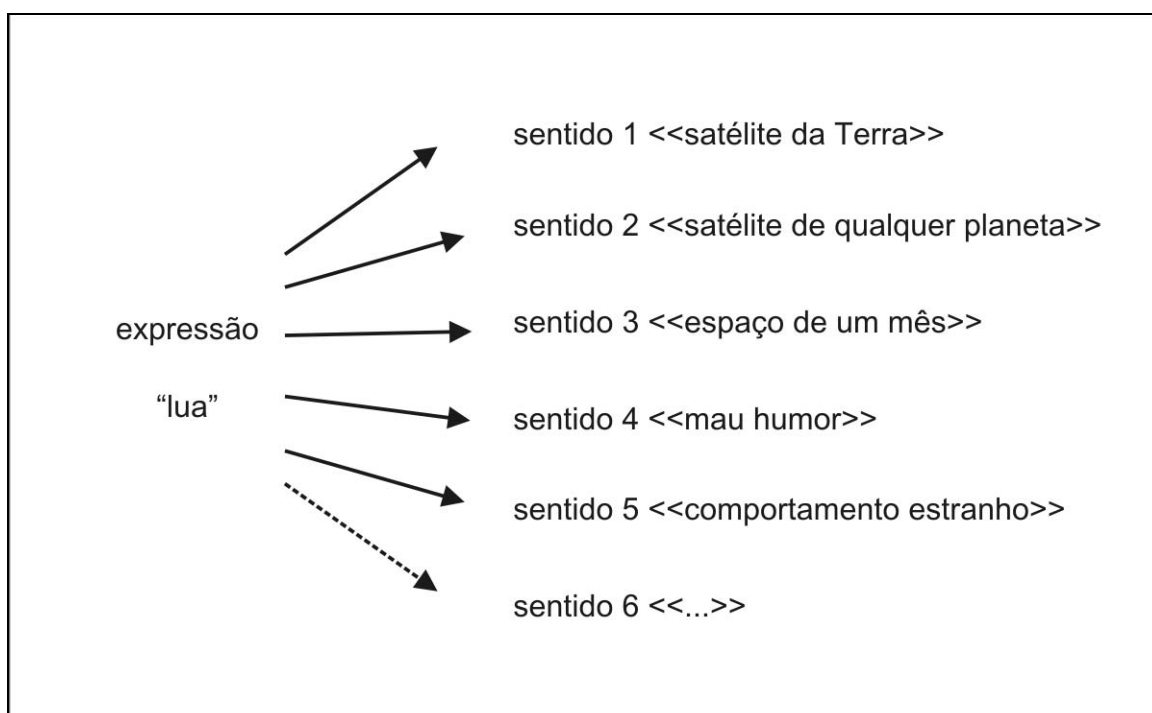 sentido 1 <<satélite da Terra>>
sentido 2 <<satélite de qualquer planeta>>
expressão
sentido 3 <<espaço de um mês>>
“lua”
sentido 4 <<mau humor>>
sentido 5 <<comportamento estranho>>
sentido 6 <<...>>